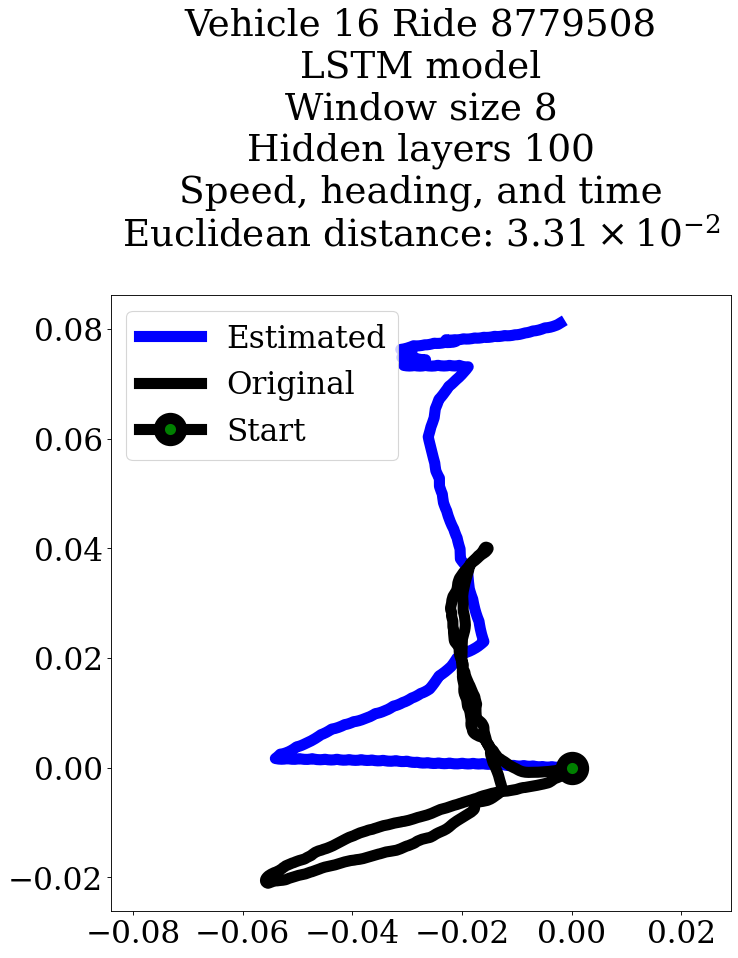 Vehicle 16 Ride 8779508
LSTM model
Window size 8
Hidden layers 100
Speed, heading, and time
Euclidean distance: 3.31 × 10⁻²
Estimated
Original
Start
0.08
0.06
0.04
0.02
0.00
−0.02
−0.08 −0.06 −0.04 −0.02 0.00 0.02